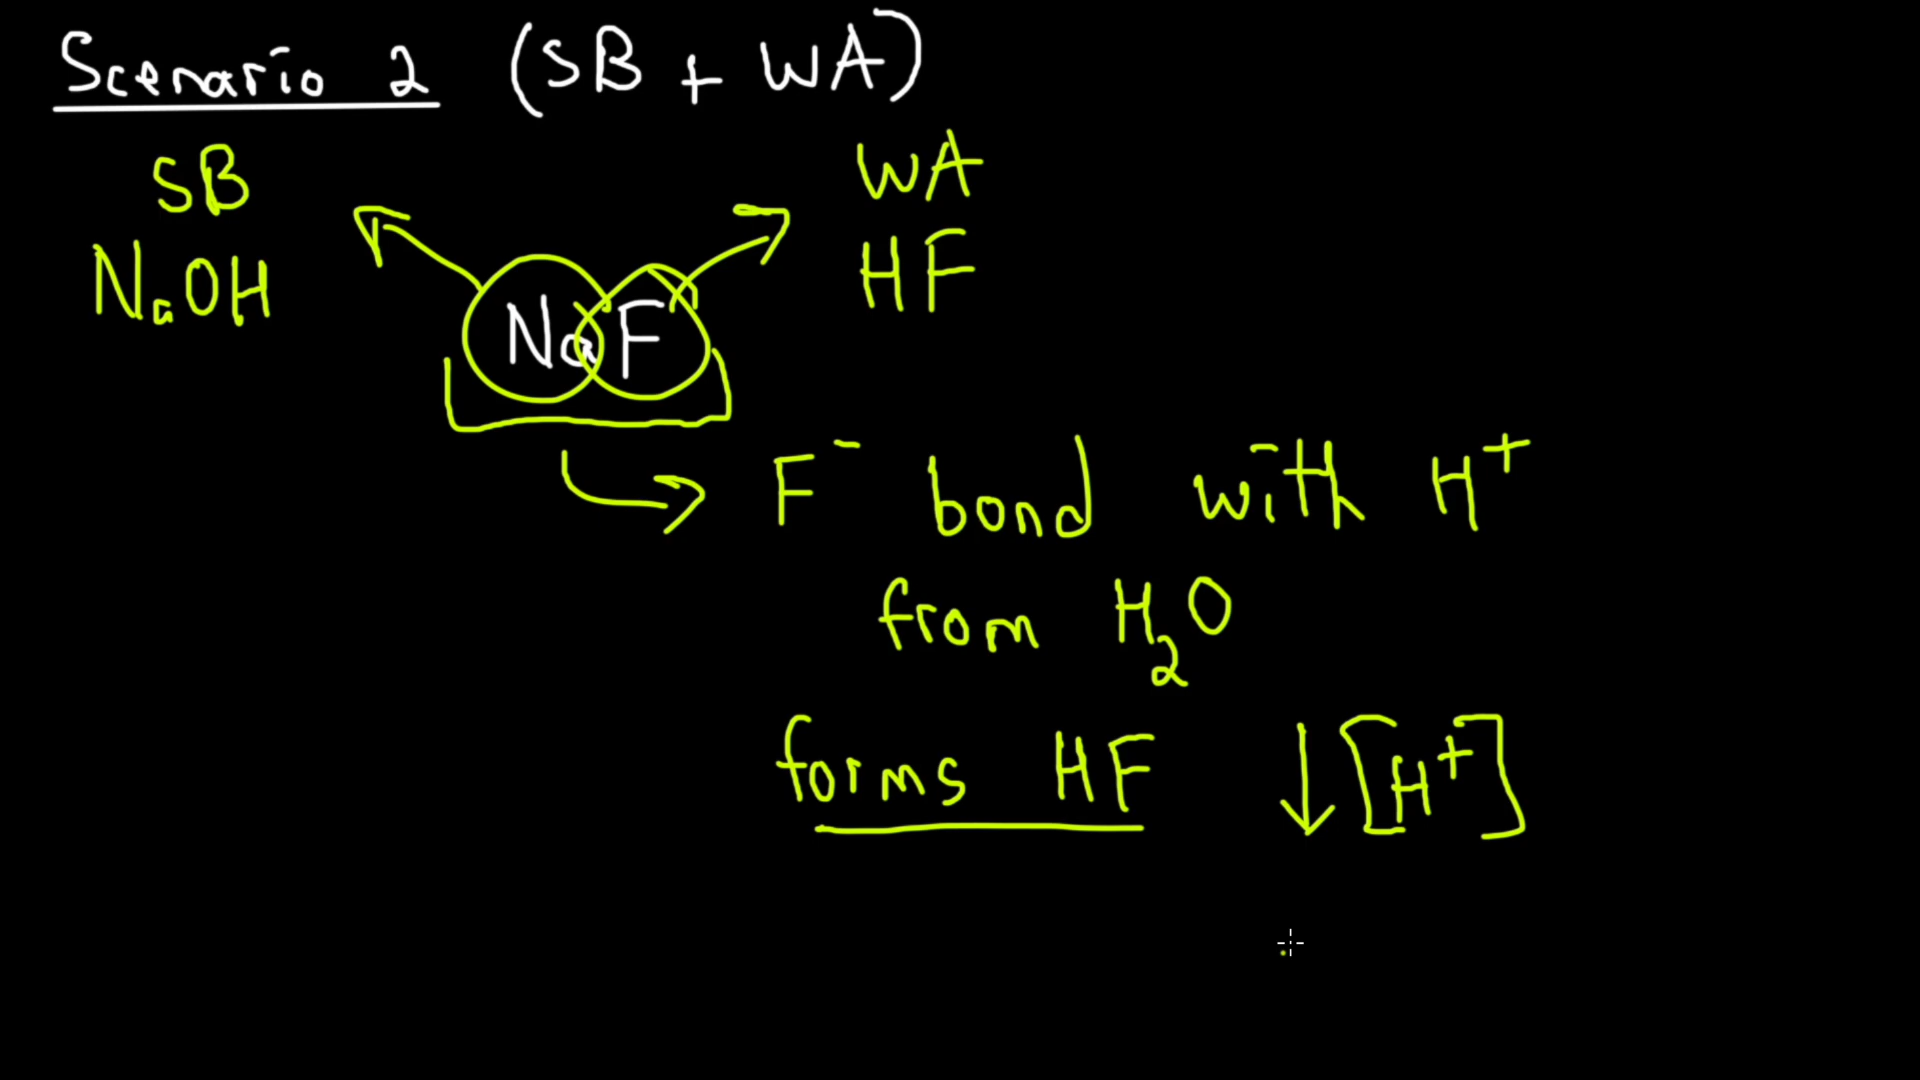 Scenario 2 (SB + WA)
SB
NaOH
WA
HF
NaF
F⁻ bond with H⁺
from H₂O
forms HF ↓[H⁺]